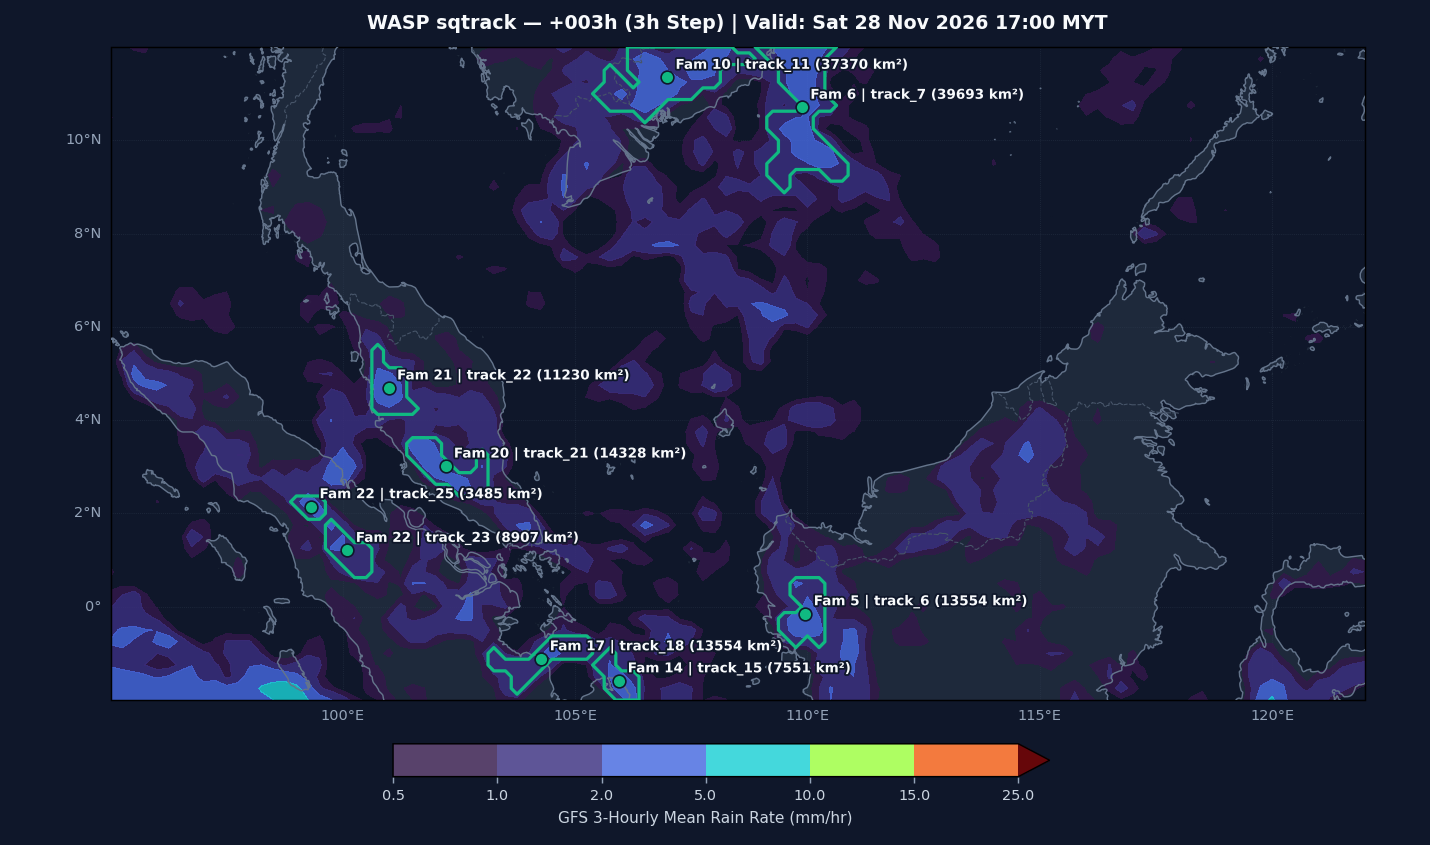 WASP sqtrack — +003h (3h Step) | Valid: Sat 28 Nov 2026 17:00 MYT
Fam 10 | track_11 (37370 km²)
Fam 6 | track_7 (39693 km²)
10°N
8°N
6°N
Fam 21 | track_22 (11230 km²)
4°N
Fam 20 | track_21 (14328 km²)
Fam 22 | track_25 (3485 km²)
2°N
Fam 22 | track_23 (8907 km²)
Fam 5 | track_6 (13554 km²)
0°
Fam 17 | track_18 (13554 km²)
Fam 14 | track_15 (7551 km²)
100°E 105°E 110°E 115°E 120°E
0.5 1.0 2.0 5.0 10.0 15.0 25.0
GFS 3-Hourly Mean Rain Rate (mm/hr)